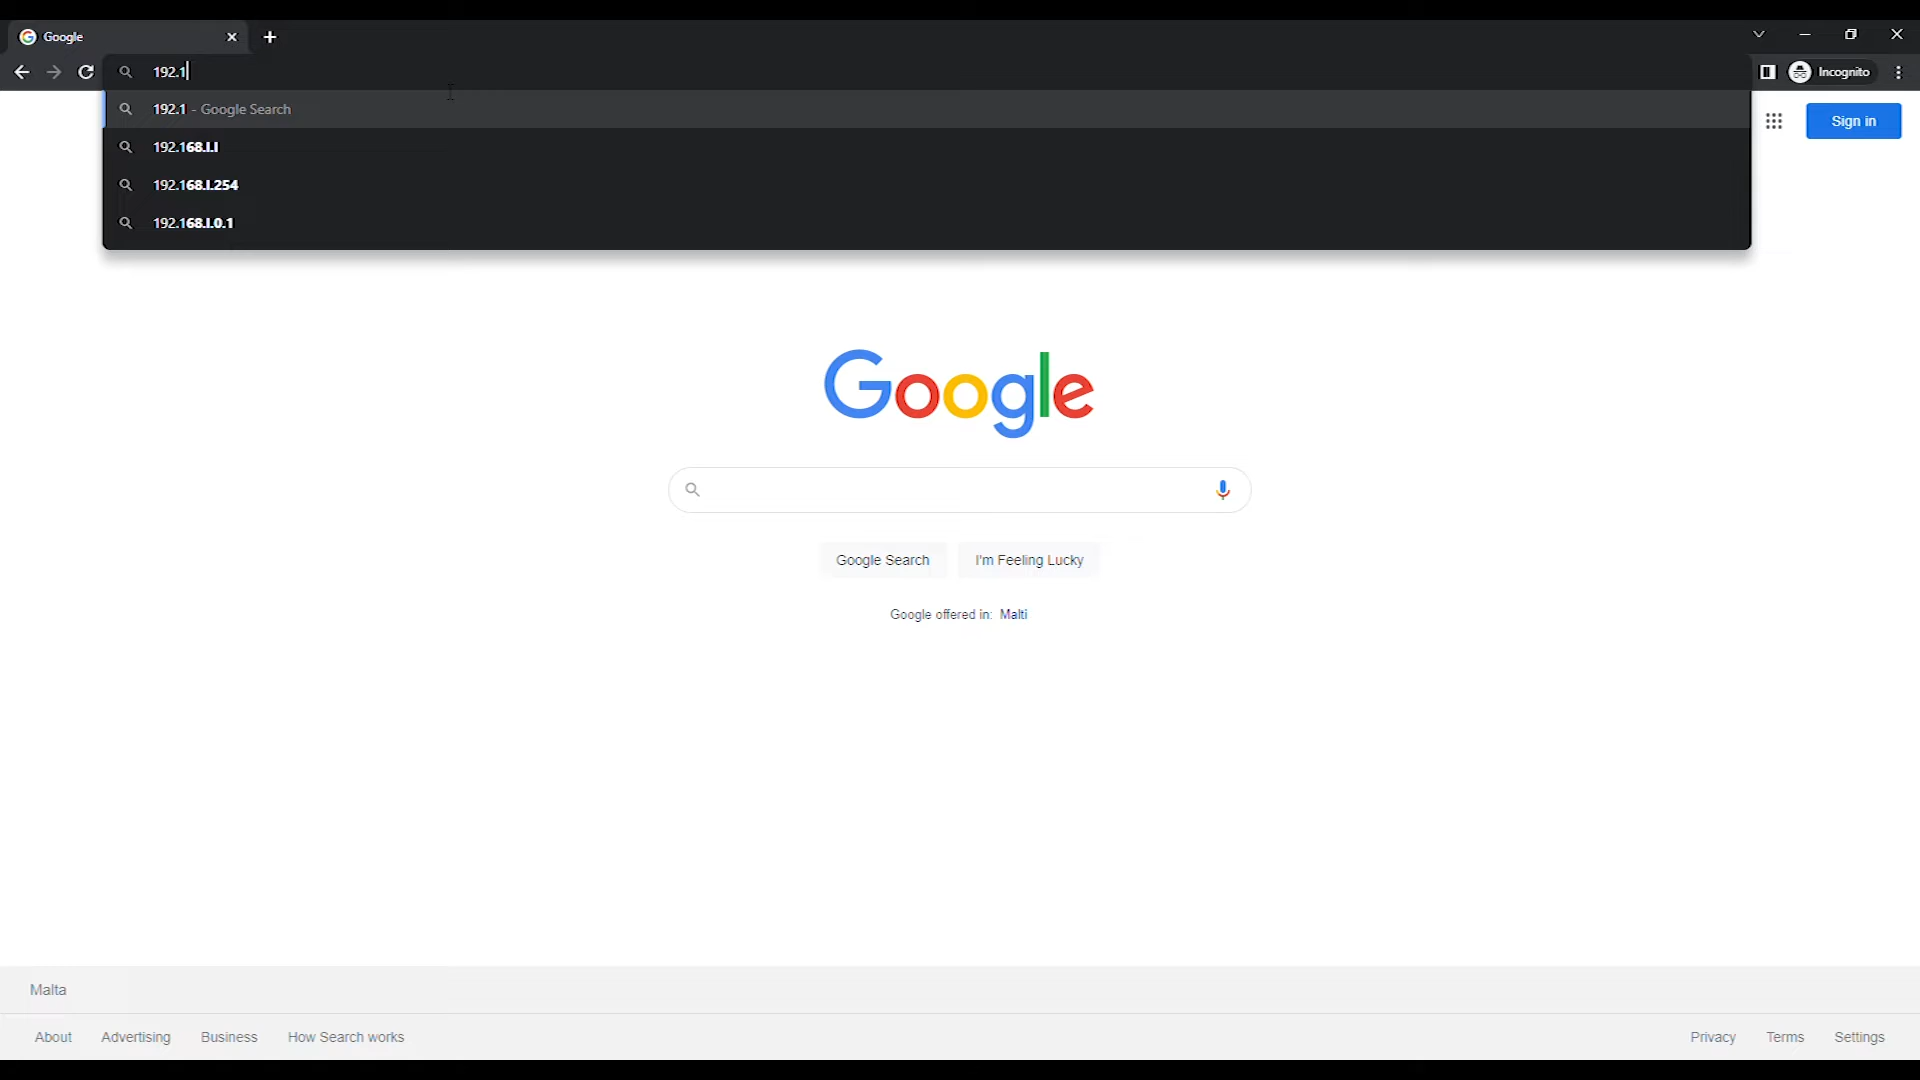 Google
192.1
Incognito
192.1 - Google Search
192.168.l.l
192.168.l.254
192.168.l.0.1
Sign in
Google
Google Search
I'm Feeling Lucky
Google offered in: Malti
Malta
About Advertising Business How Search works
Privacy Terms Settings